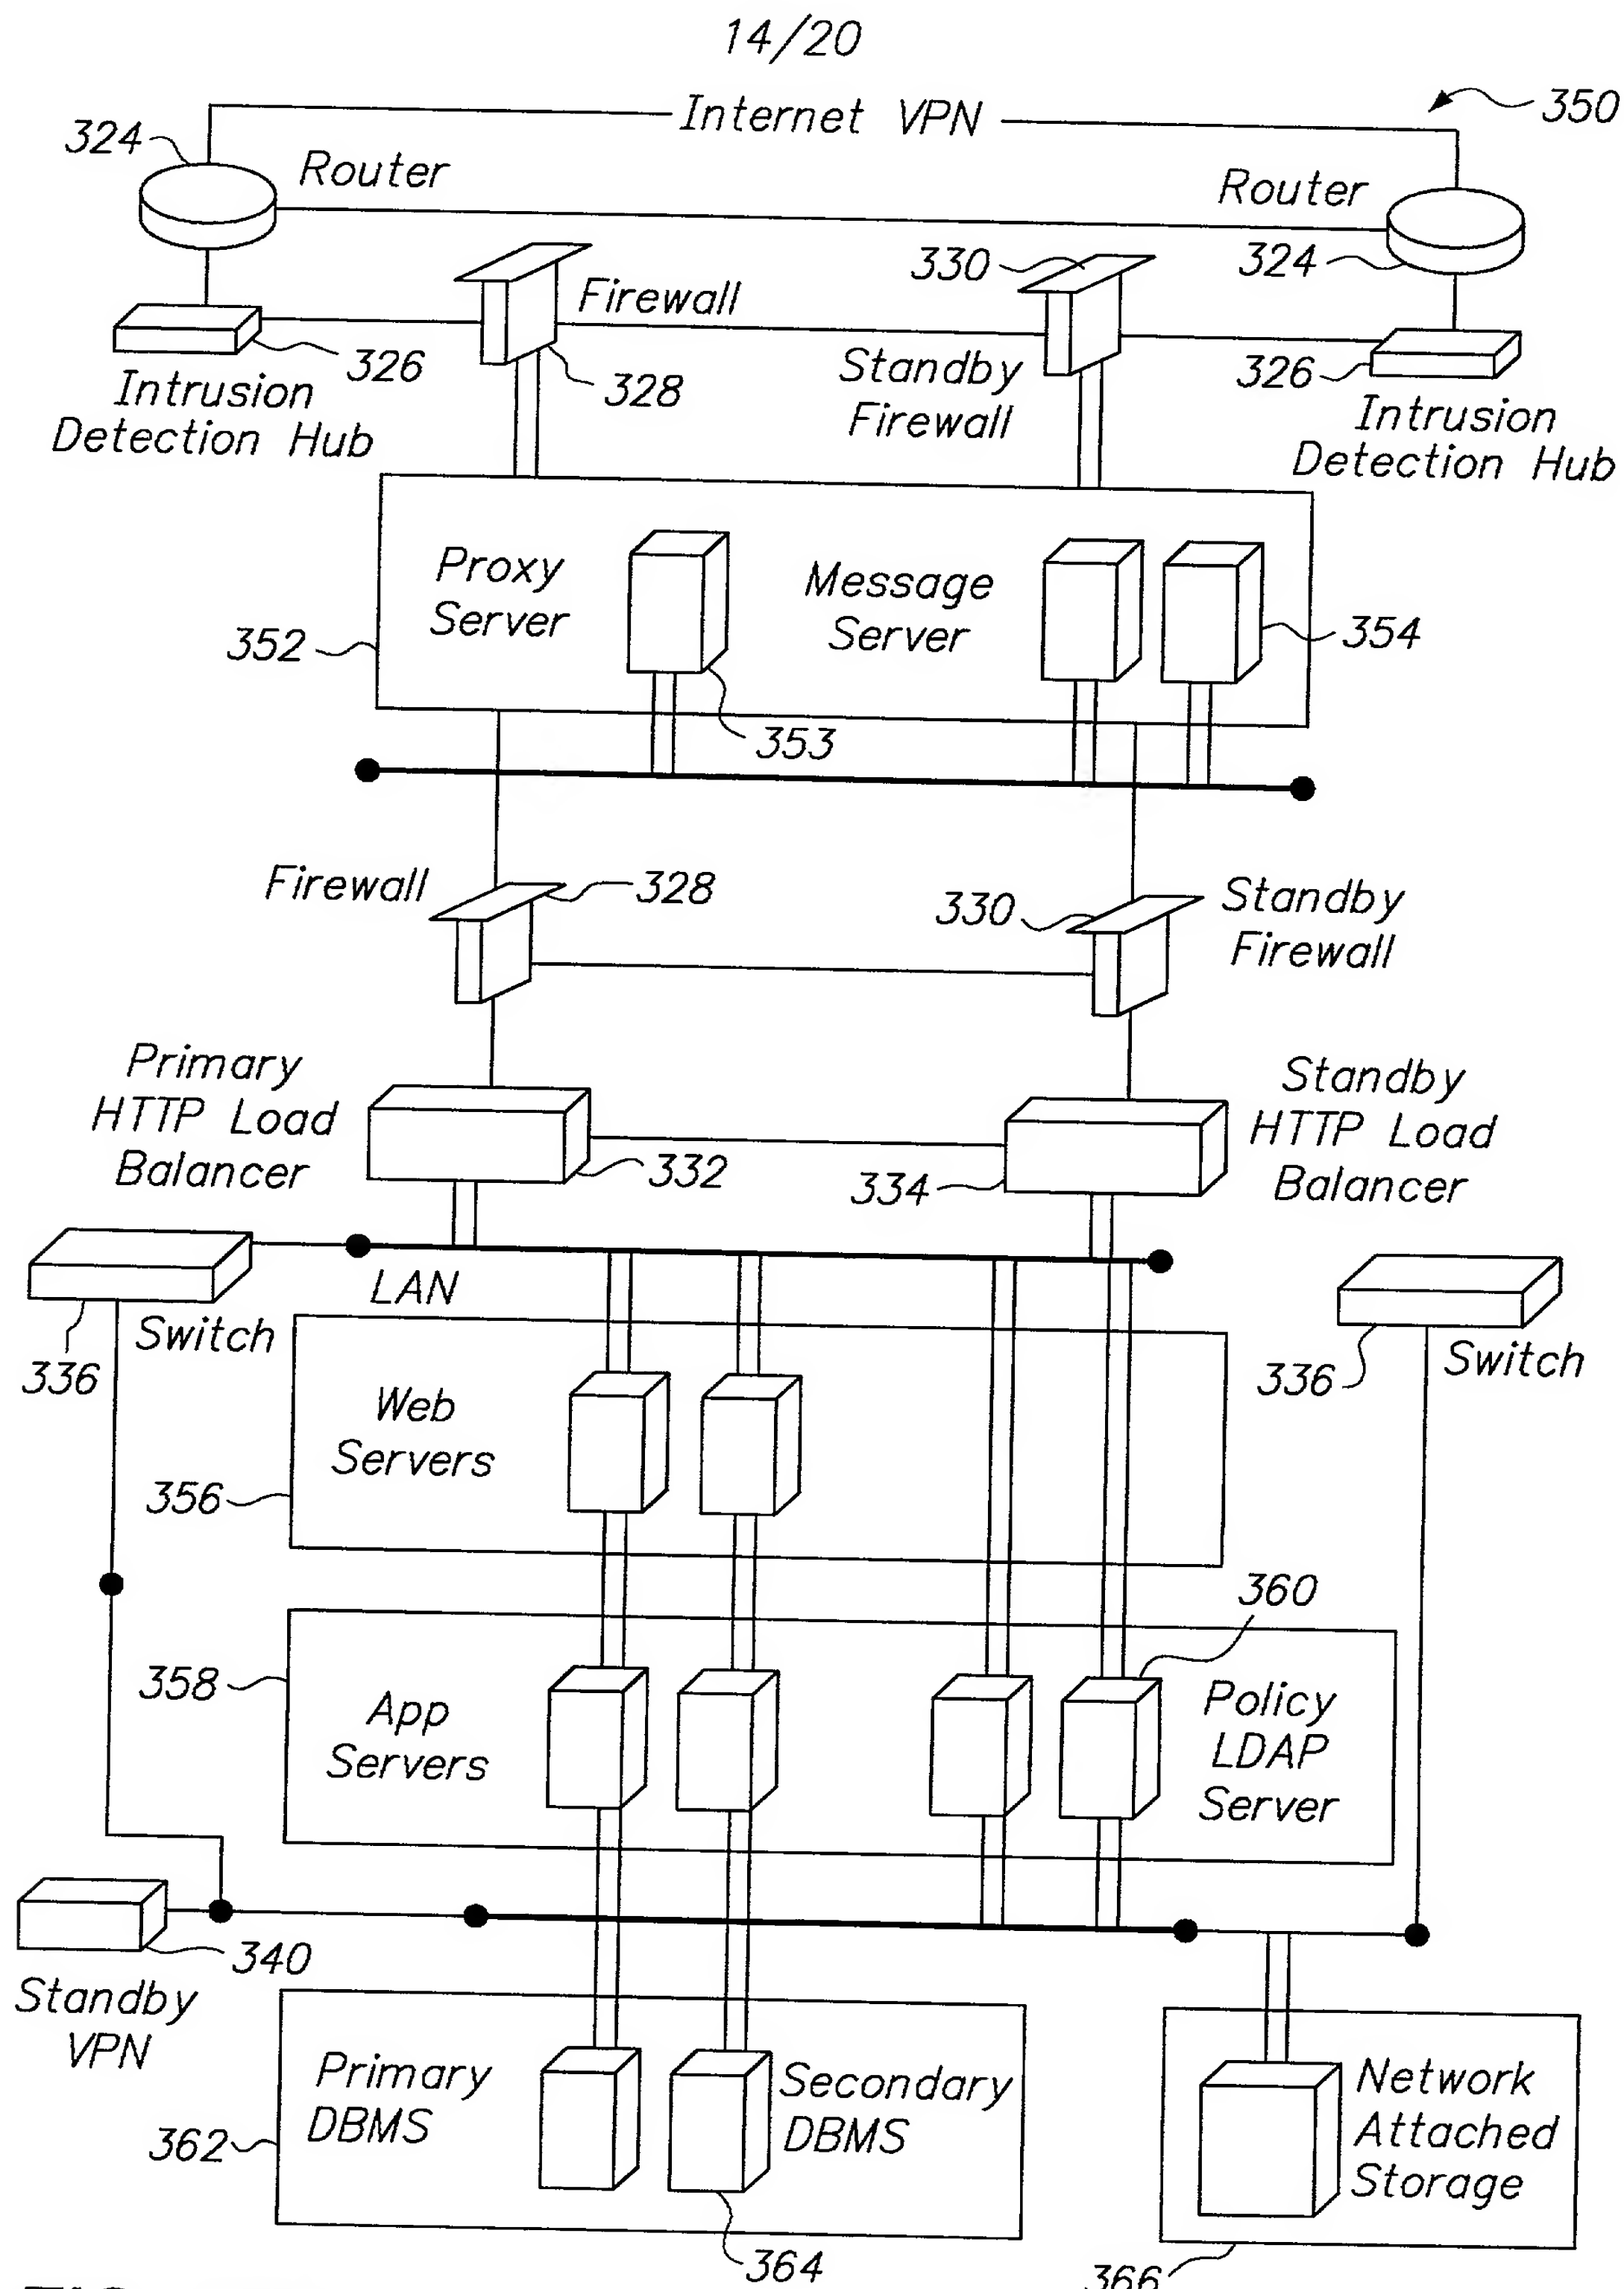 14/20
Internet VPN
350
324
Router
Router
324
Firewall
330
326
328
Standby
Firewall
326
Intrusion
Detection Hub
Intrusion
Detection Hub
Proxy
Server
Message
Server
352
354
353
Firewall
328
330
Standby
Firewall
Primary
HTTP Load
Balancer
332
334
Standby
HTTP Load
Balancer
LAN
336
Switch
336
Switch
Web
Servers
356
360
358
App
Servers
Policy
LDAP
Server
340
Standby
VPN
Primary
DBMS
Secondary
DBMS
362
364
Network
Attached
Storage
366